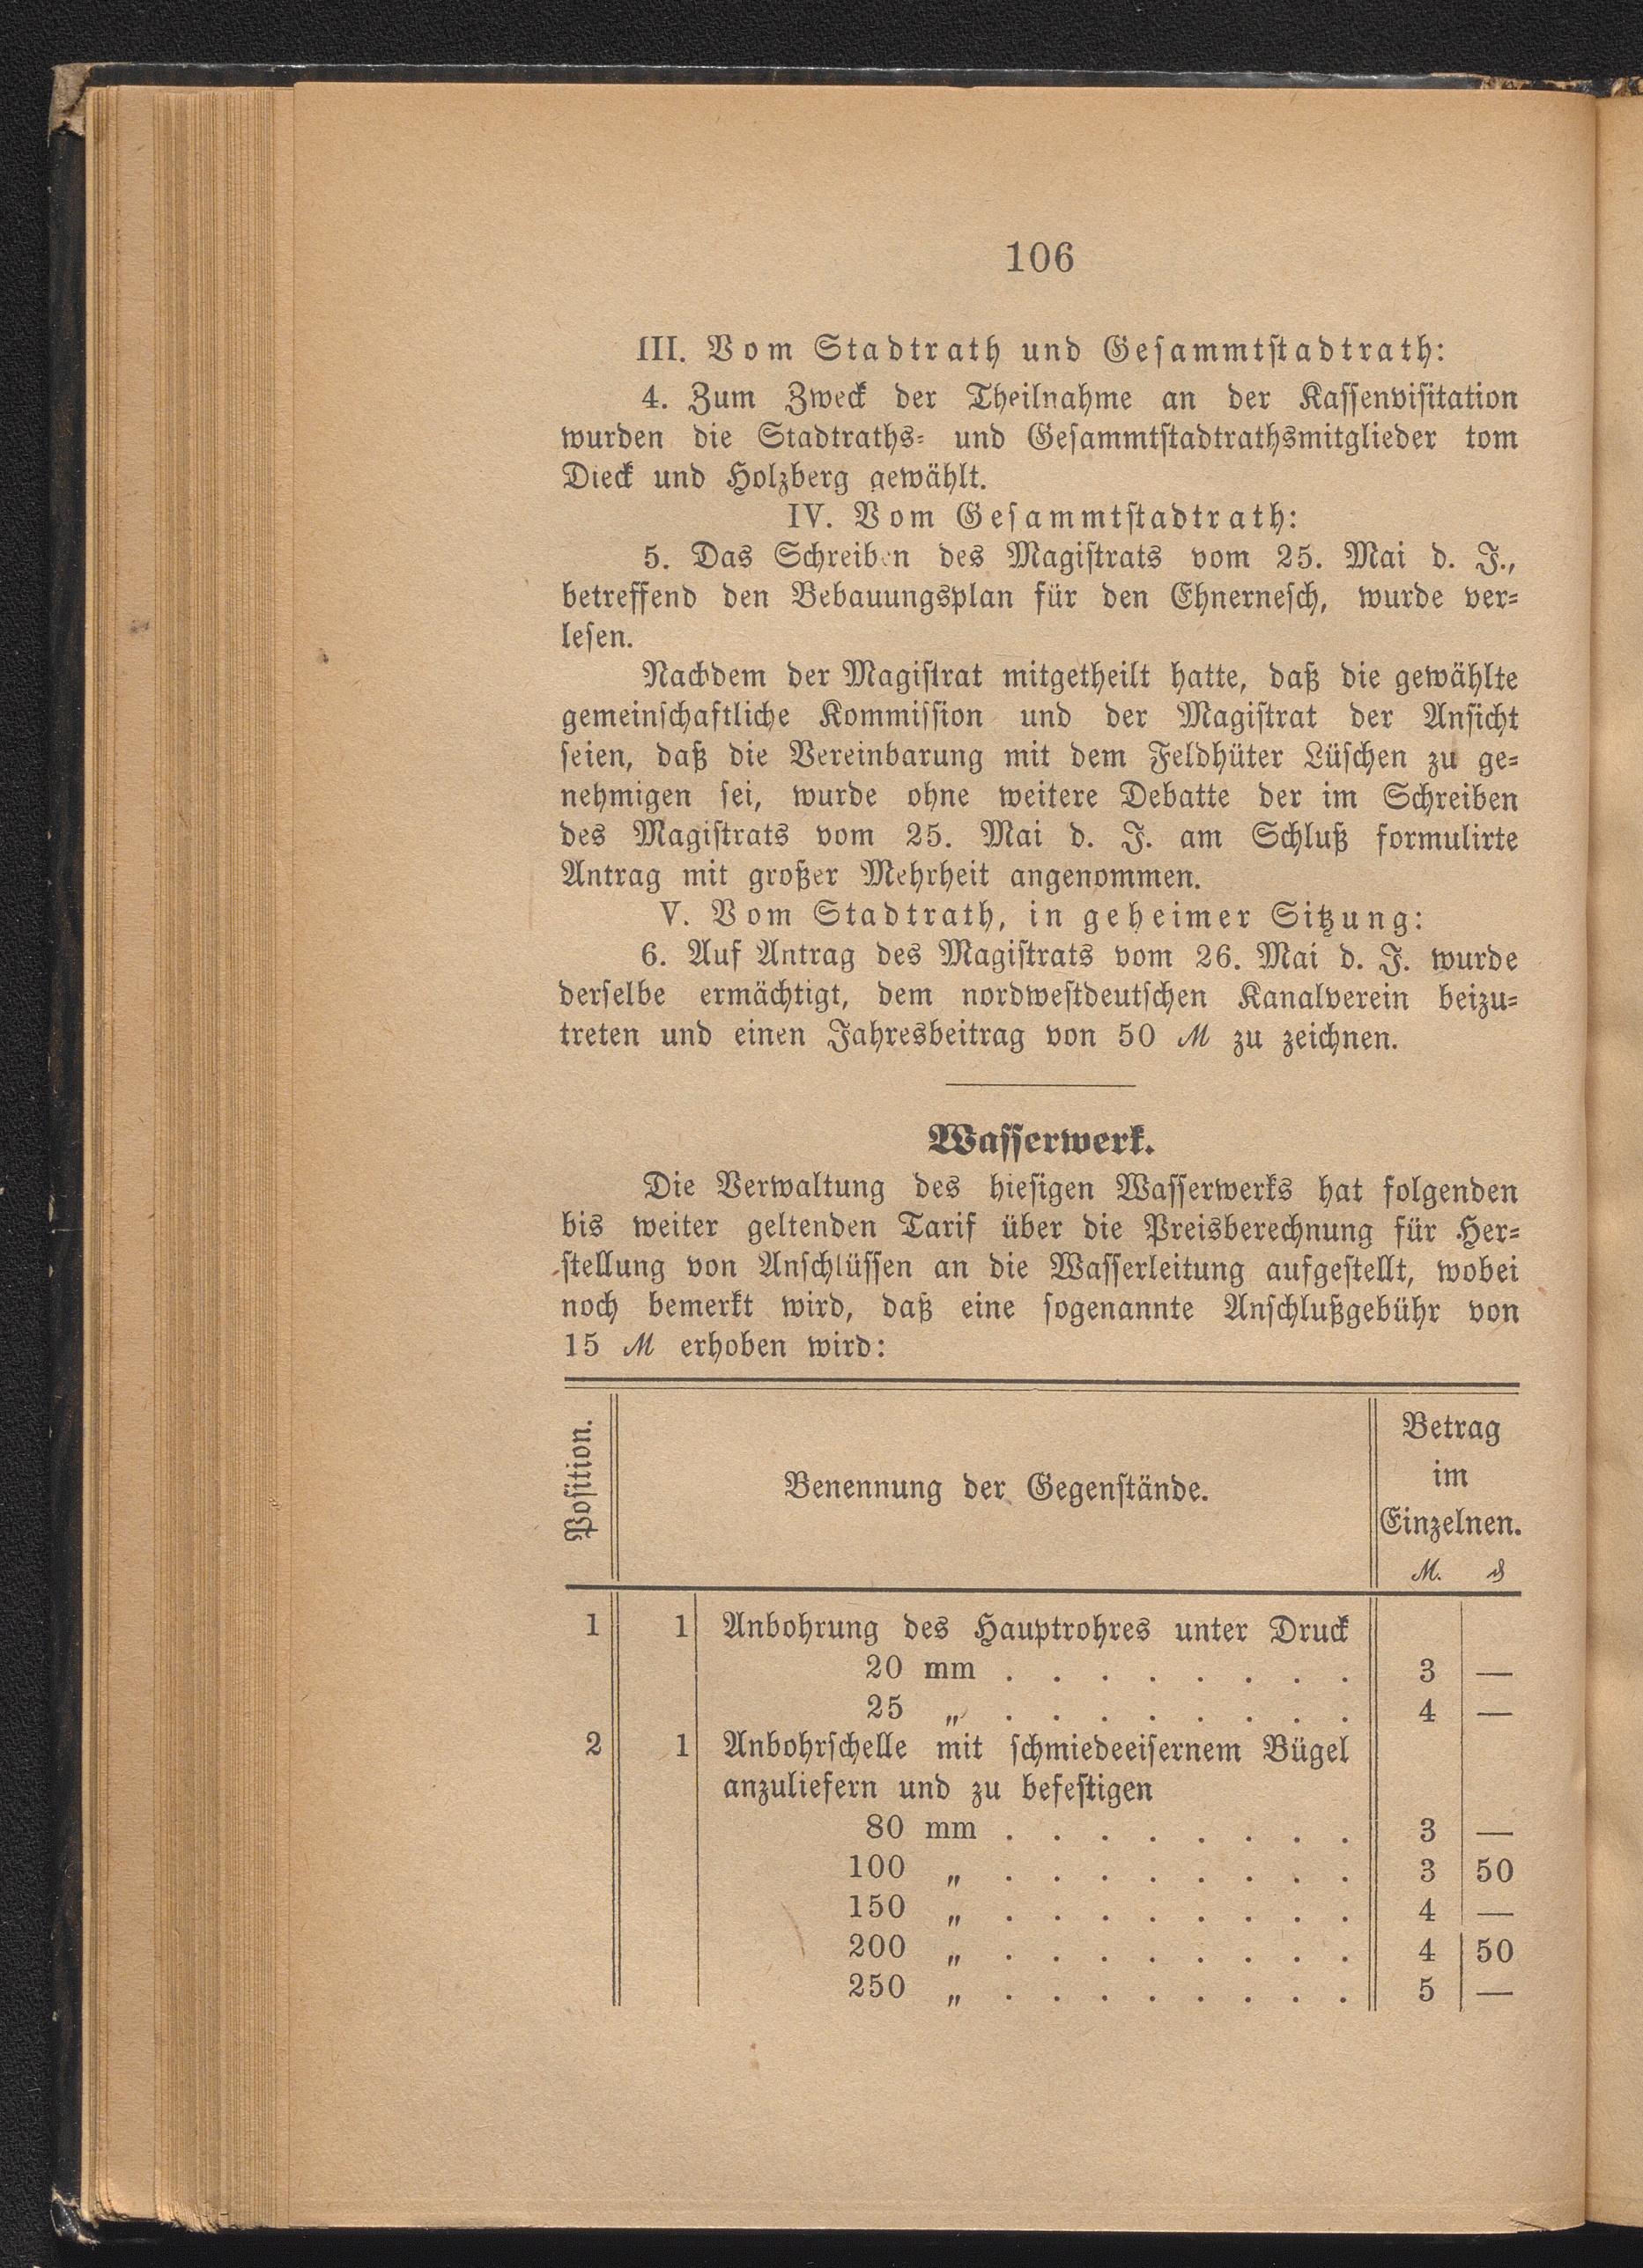 106
III. Vom Stadtrath und Gesammtstadtrath:
4. Zum Zweck der Theilnahme an der Kassenvisitation
wurden die Stadtraths- und Gesammtstadtrathsmitglieder tom
Dieck und Holzberg gewählt.
IV. Vom Gesammtstadtrath:
5. Das Schreiben des Magistrats vom 25. Mai d. J.,
betreffend den Bebauungsplan für den Ehnernesch, wurde ver-
lesen.
Nachdem der Magistrat mitgetheilt hatte, daß die gewählte
gemeinschaftliche Kommission und der Magistrat der Ansicht
seien, daß die Vereinbarung mit dem Feldhüter Lüschen zu ge-
nehmigen sei, wurde ohne weitere Debatte der im Schreiben
des Magistrats vom 25. Mai d. J. am Schluß formulirte
Antrag mit großer Mehrheit angenommen.
V. Vom Stadtrath, in geheimer Sitzung:
6. Auf Antrag des Magistrats vom 26. Mai d. J. wurde
derselbe ermächtigt, dem nordwestdeutschen Kanalverein beizu-
treten und einen Jahresbeitrag von 50 ℳ zu zeichnen.
Wasserwerk.
Die Verwaltung des hiesigen Wasserwerks hat folgenden
bis weiter geltenden Tarif über die Preisberechnung für Her-
stellung von Anschlüssen an die Wasserleitung aufgestellt, wobei
noch bemerkt wird, daß eine sogenannte Anschlußgebühr von
15 ℳ erhoben wird:
Position.
Benennung der Gegenstände.
Betrag
im
Einzelnen.
ℳ. ₰
1 1 Anbohrung des Hauptrohres unter Druck
20 mm . . . . . . . . 3 —
25 „ . . . . . . . . 4 —
2 1 Anbohrschelle mit schmiedeeisernem Bügel
anzuliefern und zu befestigen
80 mm . . . . . . . . 3 —
100 „ . . . . . . . . 3 50
150 „ . . . . . . . . 4 —
200 „ . . . . . . . . 4 50
250 „ . . . . . . . . 5 —